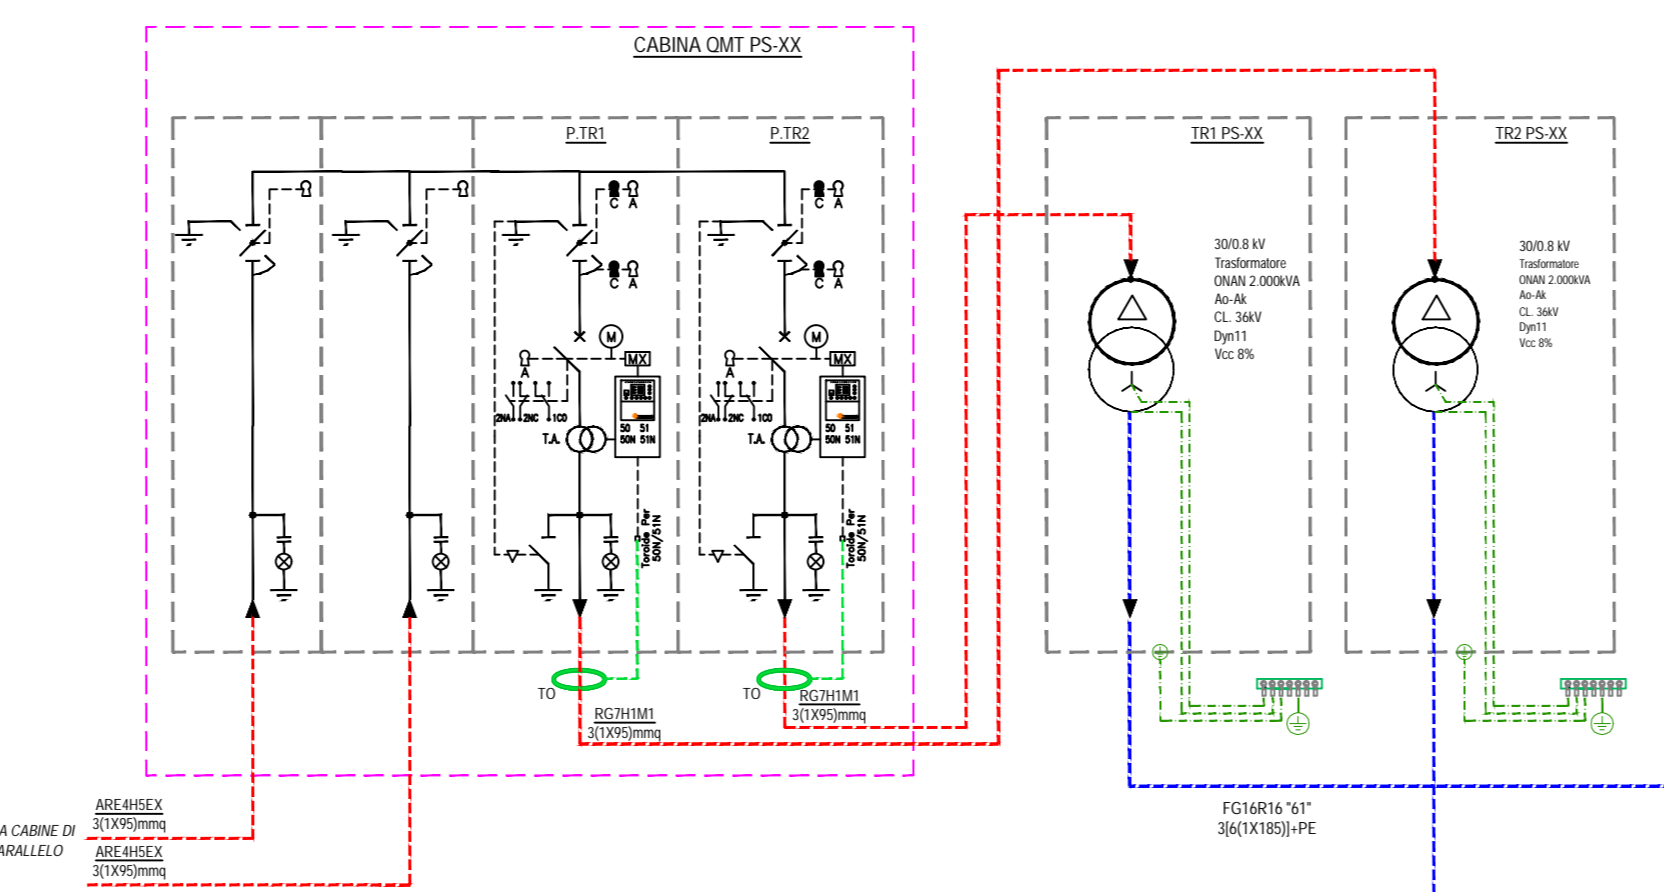 CABINA QMT PS-XX
P.TR1
P.TR2
TR1 PS-XX
TR2 PS-XX
C A
C A
C A
C A
30/0.8 kV
Trasformatore
ONAN 2.000kVA
Ao-Ak
CL. 36kV
Dyn11
Vcc 8%
30/0.8 kV
Trasformatore
ONAN 2.000kVA
Ao-Ak
CL. 36kV
Dyn11
Vcc 8%
M
MX
A
2NA 2NC 1CO
50 51
50N 51N
T.A.
Toroide Per
50N/51N
M
MX
A
2NA 2NC 1CO
50 51
50N 51N
T.A.
Toroide Per
50N/51N
TO
RG7H1M1
3(1X95)mmq
TO
RG7H1M1
3(1X95)mmq
ARE4H5EX
3(1X95)mmq
A CABINE DI
ARALLELO
ARE4H5EX
3(1X95)mmq
FG16R16 "61"
3[6(1X185)]+PE